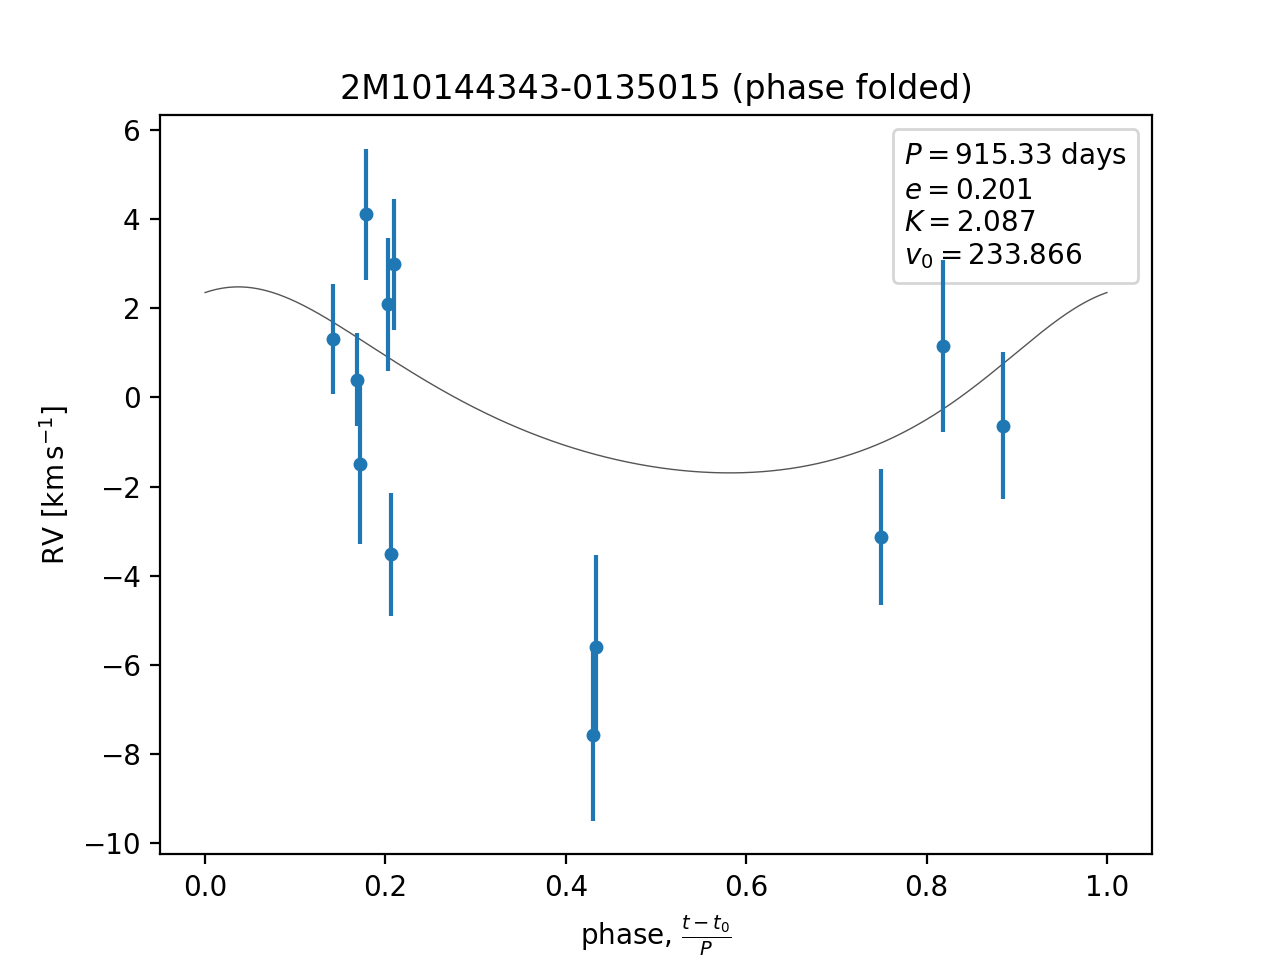 2M10144343-0135015 (phase folded)
P = 915.33 days
e = 0.201
K = 2.087
v₀ = 233.866
6
4
2
0
−2
−4
−6
−8
−10
RV [km s⁻¹]
0.0 0.2 0.4 0.6 0.8 1.0
phase, (t − t₀)/P